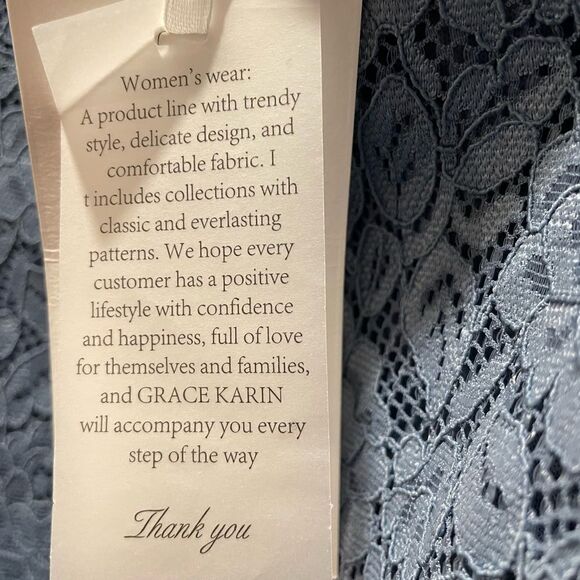 Women's wear:
A product line with trendy
style, delicate design, and
comfortable fabric. I
t includes collections with
classic and everlasting
patterns. We hope every
customer has a positive
lifestyle with confidence
and happiness, full of love
for themselves and families,
and GRACE KARIN
will accompany you every
step of the way
Thank you